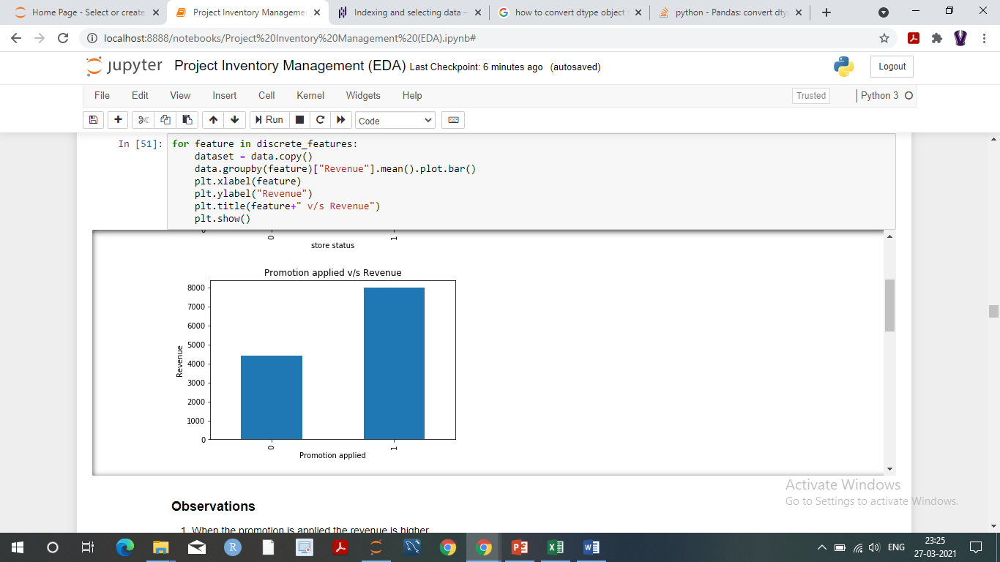 Home Page - Select or create
Project Inventory Manageme
Indexing and selecting data –
how to convert dtype object
python - Pandas: convert dty
localhost:8888/notebooks/Project%20Inventory%20Management%20(EDA).ipynb#
jupyter Project Inventory Management (EDA) Last Checkpoint: 6 minutes ago (autosaved)
Logout
File Edit View Insert Cell Kernel Widgets Help
Trusted
Python 3
Run
Code
In [51]:
for feature in discrete_features:
    dataset = data.copy()
    data.groupby(feature)["Revenue"].mean().plot.bar()
    plt.xlabel(feature)
    plt.ylabel("Revenue")
    plt.title(feature+" v/s Revenue")
    plt.show()
0
0 1
store status
Promotion applied v/s Revenue
8000
7000
6000
5000
4000
3000
2000
1000
0
Revenue
0 1
Promotion applied
Activate Windows
Go to Settings to activate Windows.
Observations
1. When the promotion is applied the revenue is higher
R
ENG
23:25
27-03-2021